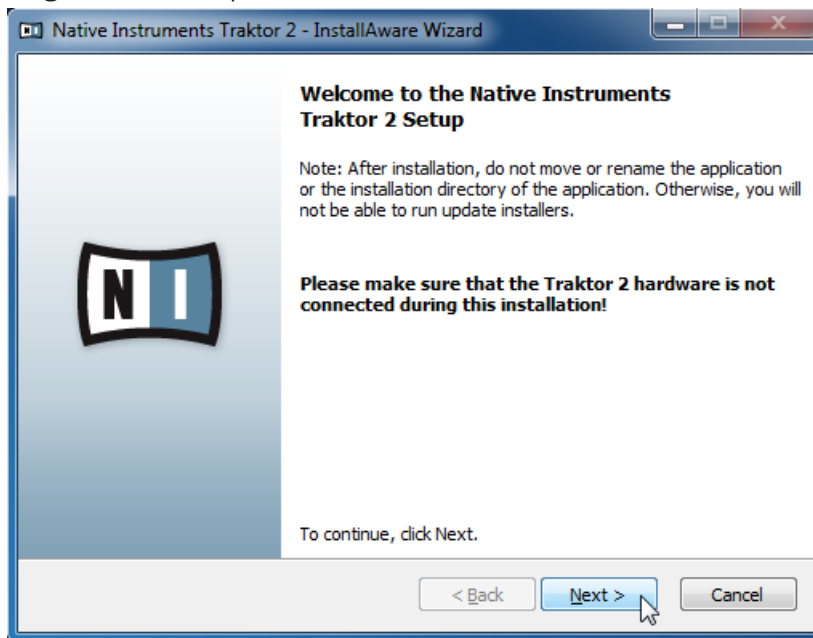 Native Instruments Traktor 2 - InstallAware Wizard
Welcome to the Native Instruments
Traktor 2 Setup
Note: After installation, do not move or rename the application
or the installation directory of the application. Otherwise, you will
not be able to run update installers.
N I
Please make sure that the Traktor 2 hardware is not
connected during this installation!
To continue, click Next.
< Back Next > Cancel